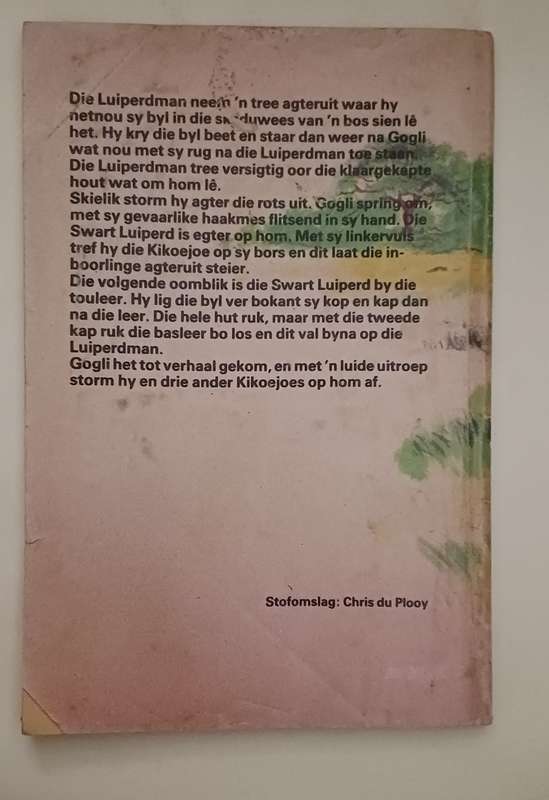 Die Luiperdman neem 'n tree agteruit waar hy
netnou sy byl in die skaduwees van 'n bos sien lê
het. Hy kry die byl beet en staar dan weer na Gogli
wat nou met sy rug na die Luiperdman toe staan.
Die Luiperdman tree versigtig oor die klaargekapte
hout wat om hom lê.
Skielik storm hy agter die rots uit. Gogli spring om,
met sy gevaarlike haakmes flitsend in sy hand. Die
Swart Luiperd is egter op hom. Met sy linkervuis
tref hy die Kikoejoe op sy bors en dit laat die in-
boorlinge agteruit steier.
Die volgende oomblik is die Swart Luiperd by die
touleer. Hy lig die byl ver bokant sy kop en kap dan
na die leer. Die hele hut ruk, maar met die tweede
kap ruk die basleer bo los en dit val byna op die
Luiperdman.
Gogli het tot verhaal gekom, en met 'n luide uitroep
storm hy en drie ander Kikoejoes op hom af.
Stofomslag: Chris du Plooy